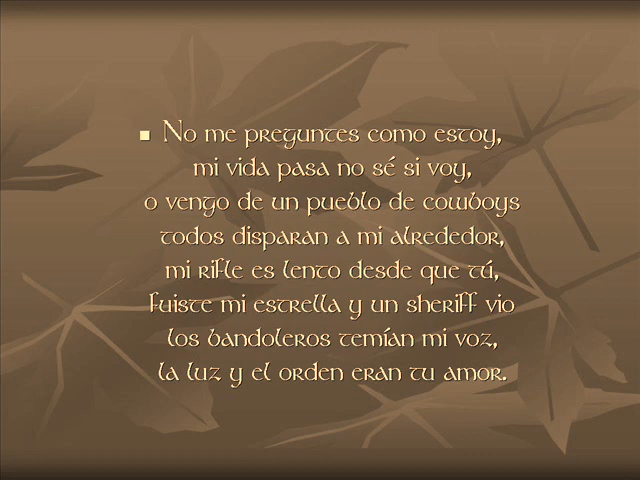 No me preguntes como estoy,
mi vida pasa no sé si voy,
o vengo de un pueblo de cowboys
todos disparan a mi alrededor,
mi rifle es lento desde que tú,
fuiste mi estrella y un sheriff vio
los bandoleros temían mi voz,
la luz y el orden eran tu amor.